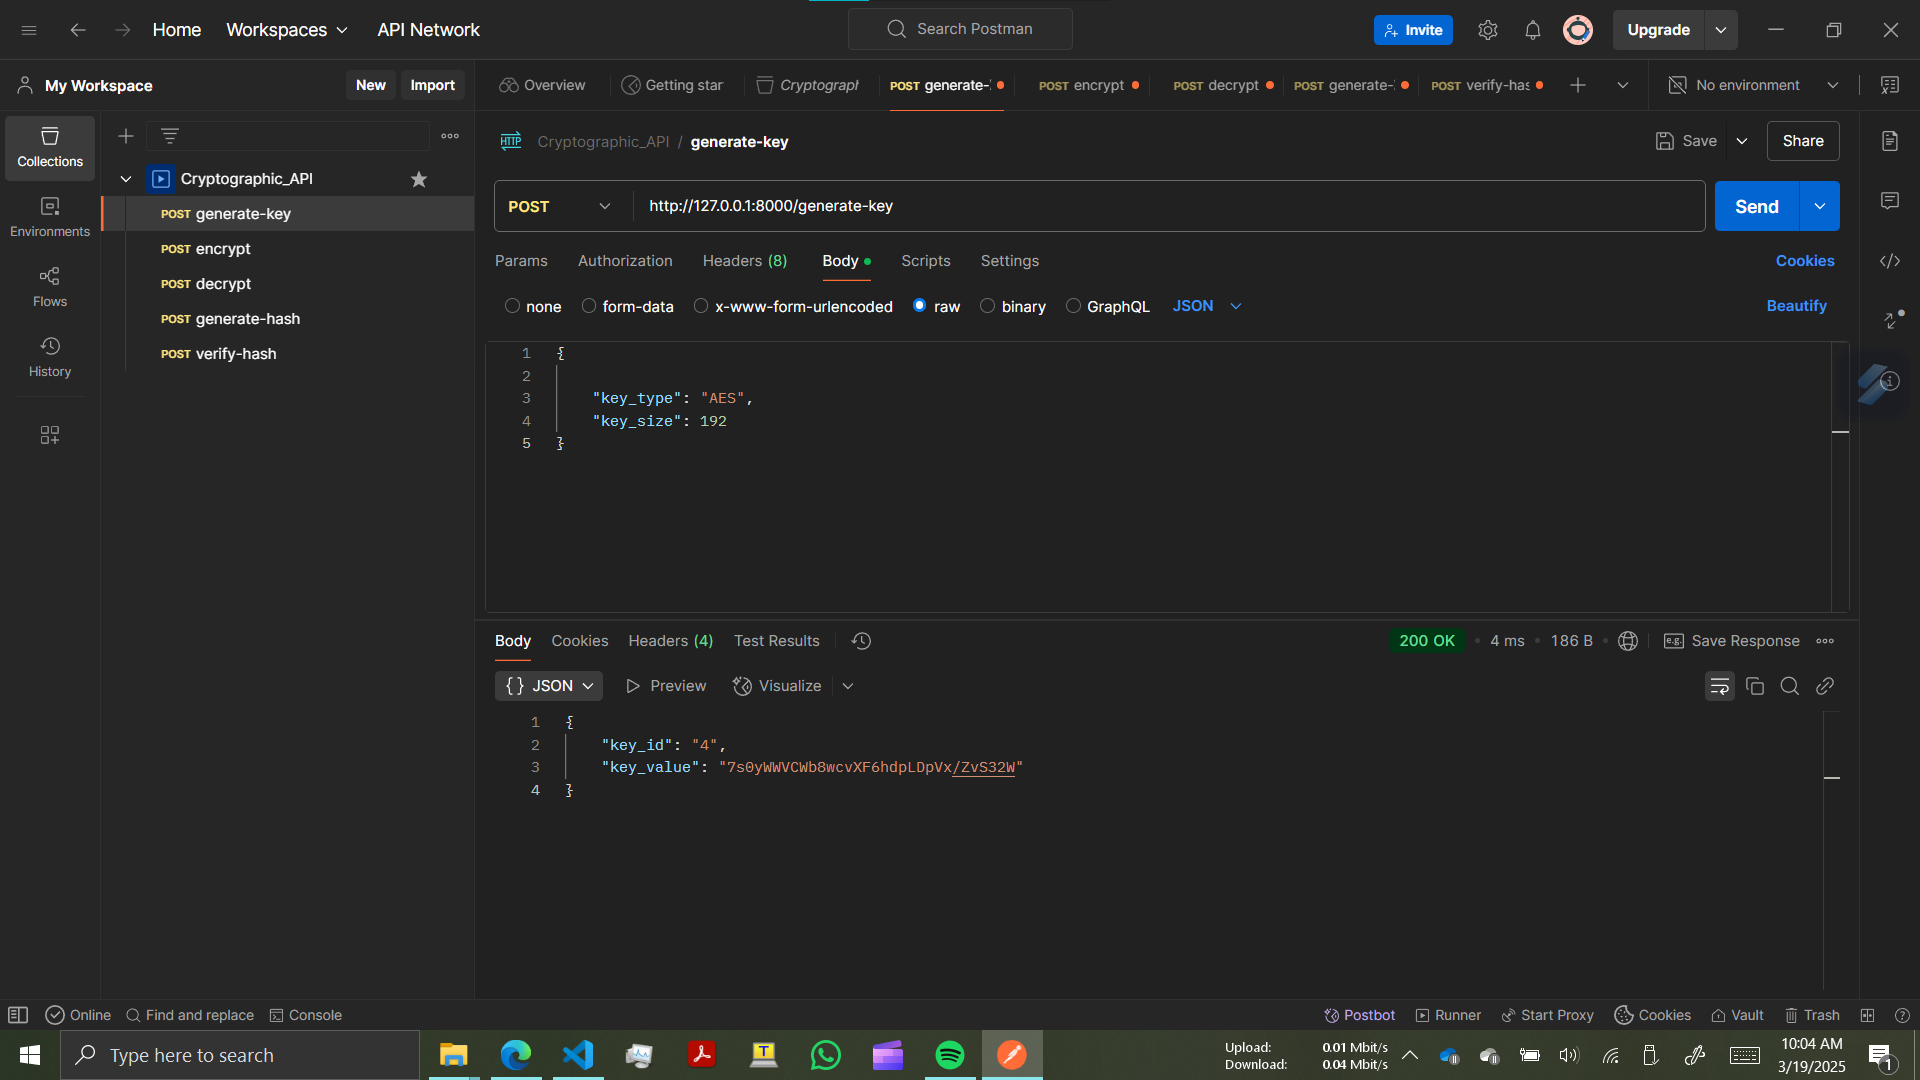 Home
Workspaces
API Network
Search Postman
Invite
Upgrade
My Workspace
New
Import
Overview
Getting star
Cryptograph
POST generate-
POST encrypt
POST decrypt
POST generate-
POST verify-has
No environment
Collections
Environments
Flows
History
Cryptographic_API
POST generate-key
POST encrypt
POST decrypt
POST generate-hash
POST verify-hash
HTTP Cryptographic_API / generate-key
Save
Share
POST
http://127.0.0.1:8000/generate-key
Send
Params
Authorization
Headers (8)
Body
Scripts
Settings
Cookies
none
form-data
x-www-form-urlencoded
raw
binary
GraphQL
JSON
Beautify
1 {
2
3 "key_type": "AES",
4 "key_size": 192
5 }
Body
Cookies
Headers (4)
Test Results
200 OK
4 ms
186 B
e.g. Save Response
{} JSON
Preview
Visualize
1 {
2 "key_id": "4",
3 "key_value": "7s0yWWVCWb8wcvXF6hdpLDpVx/ZvS32W"
4 }
Online
Find and replace
Console
Postbot
Runner
Start Proxy
Cookies
Vault
Trash
Type here to search
Upload: 0.01 Mbit/s
Download: 0.04 Mbit/s
10:04 AM
3/19/2025
1